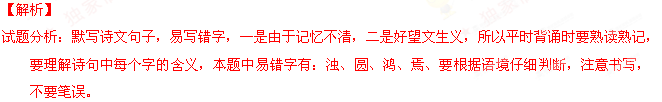 【解析】
试题分析：默写诗文句子，易写错字，一是由于记忆不清，二是好望文生义，所以平时背诵时要熟读熟记，
要理解诗句中每个字的含义，本题中易错字有：浊、圆、鸿、焉、要根据语境仔细判断，注意书写，
不要笔误。